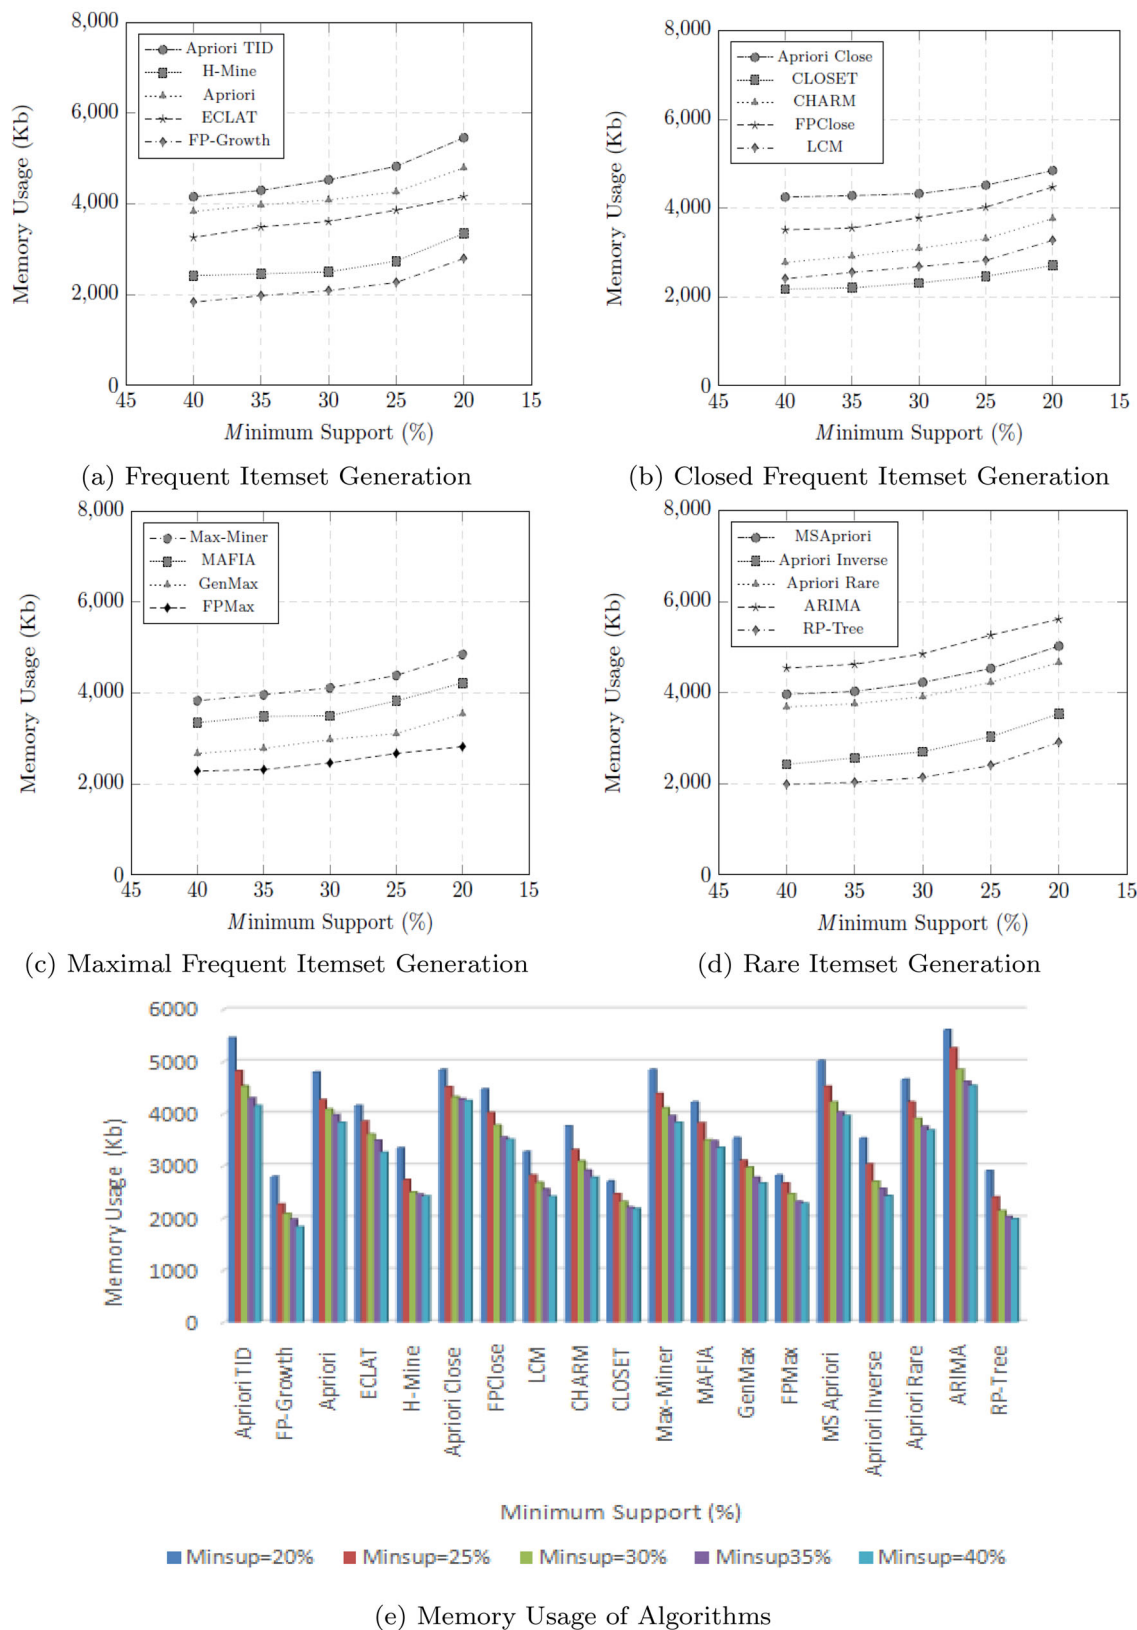 8,000
6,000
4,000
2,000
0
Memory Usage (Kb)
Apriori TID
H-Mine
Apriori
ECLAT
FP-Growth
45 40 35 30 25 20 15
Minimum Support (%)
(a) Frequent Itemset Generation
8,000
6,000
4,000
2,000
0
Memory Usage (Kb)
Apriori Close
CLOSET
CHARM
FPClose
LCM
45 40 35 30 25 20 15
Minimum Support (%)
(b) Closed Frequent Itemset Generation
8,000
6,000
4,000
2,000
0
Memory Usage (Kb)
Max-Miner
MAFIA
GenMax
FPMax
45 40 35 30 25 20 15
Minimum Support (%)
(c) Maximal Frequent Itemset Generation
8,000
6,000
4,000
2,000
0
Memory Usage (Kb)
MSApriori
Apriori Inverse
Apriori Rare
ARIMA
RP-Tree
45 40 35 30 25 20 15
Minimum Support (%)
(d) Rare Itemset Generation
6000
5000
4000
3000
2000
1000
0
Memory Usage (Kb)
Apriori TID
FP-Growth
Apriori
ECLAT
H-Mine
Apriori Close
FPClose
LCM
CHARM
CLOSET
Max-Miner
MAFIA
GenMax
FPMax
MS Apriori
Apriori Inverse
Apriori Rare
ARIMA
RP-Tree
Minimum Support (%)
Minsup=20% Minsup=25% Minsup=30% Minsup35% Minsup=40%
(e) Memory Usage of Algorithms